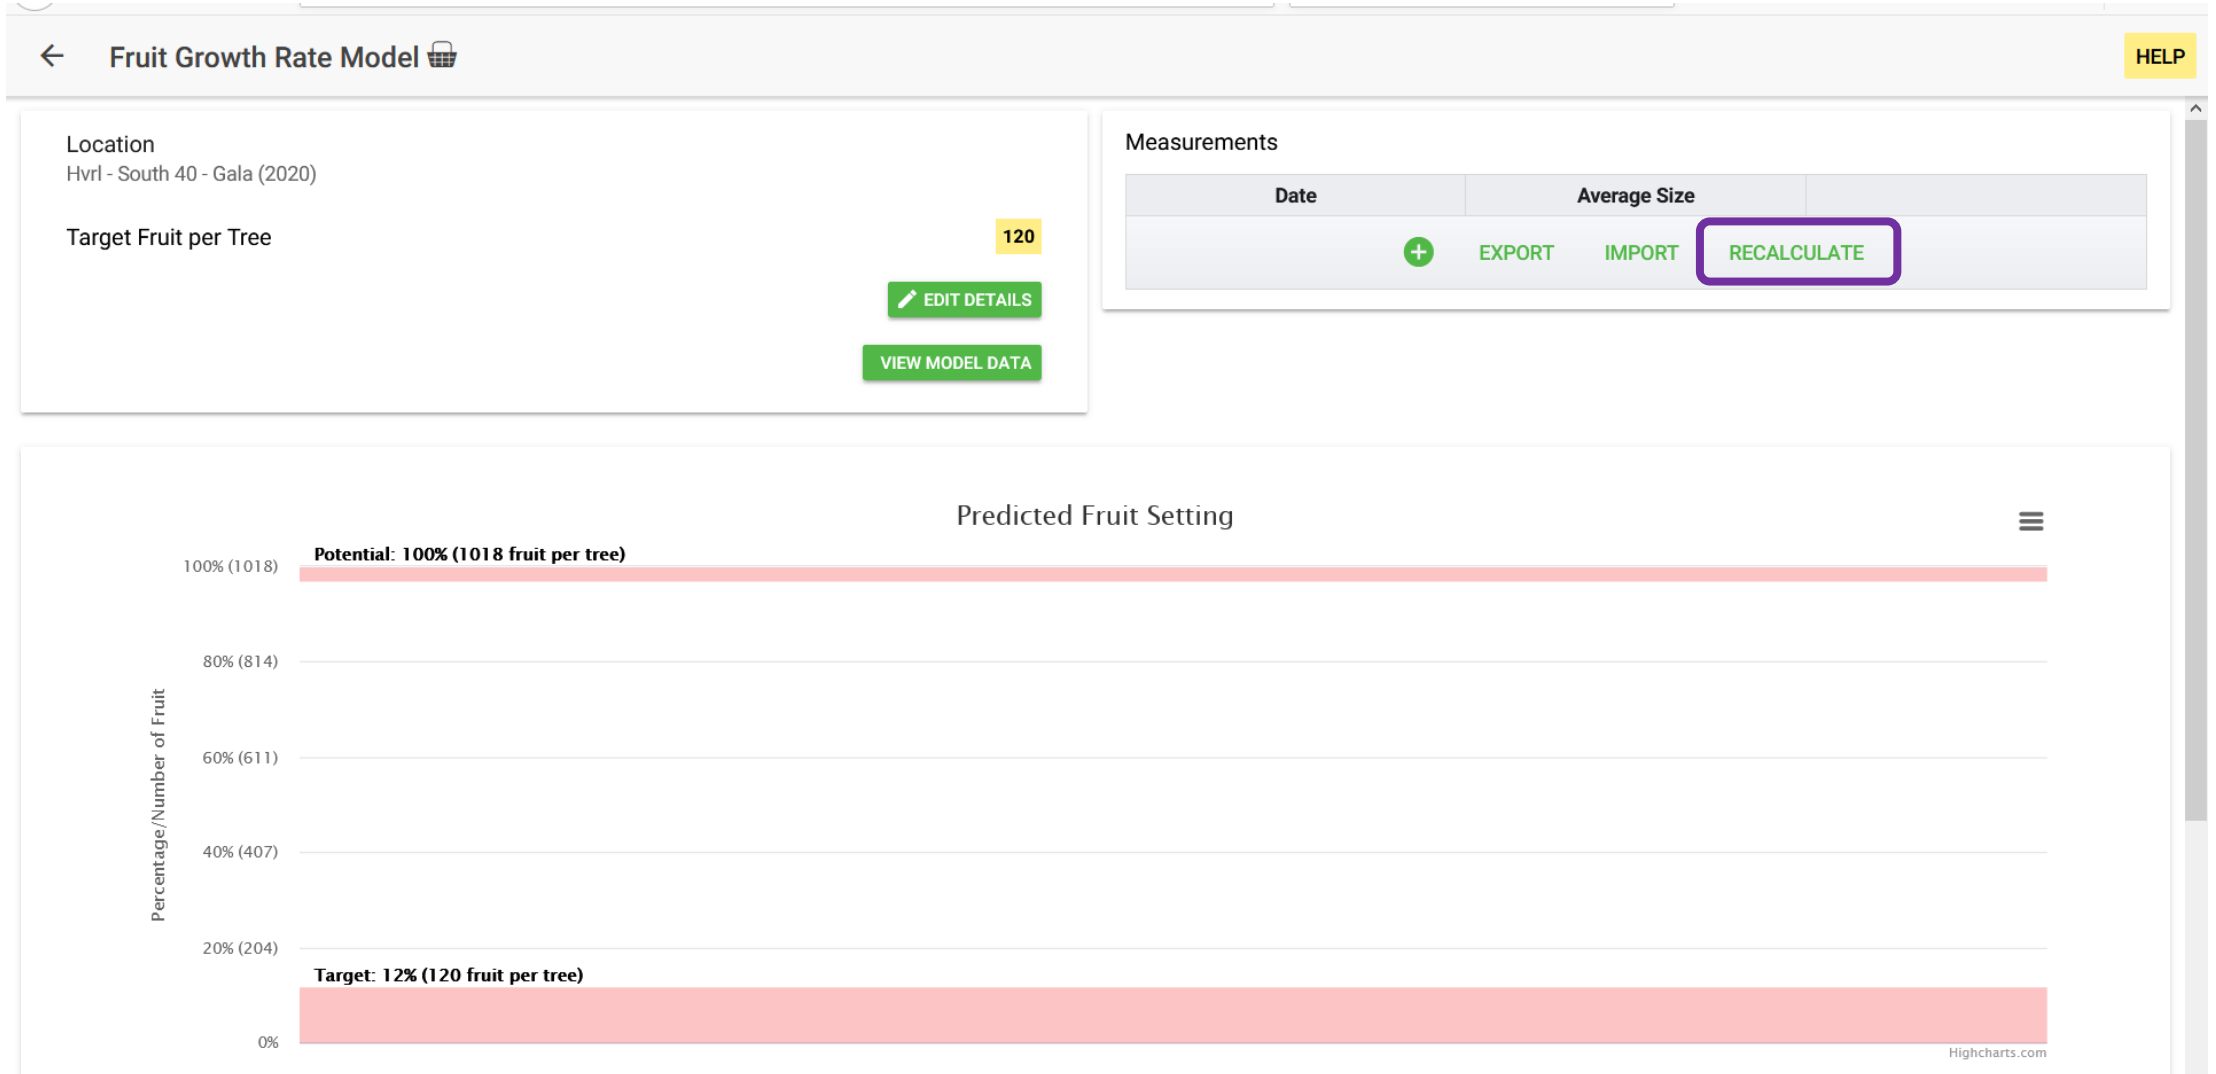 Fruit Growth Rate Model
HELP
Location
Hvrl - South 40 - Gala (2020)
Target Fruit per Tree
120
EDIT DETAILS
VIEW MODEL DATA
Measurements
Date Average Size
EXPORT IMPORT RECALCULATE
Predicted Fruit Setting
Potential: 100% (1018 fruit per tree)
100% (1018)
80% (814)
60% (611)
40% (407)
20% (204)
0%
Percentage/Number of Fruit
Target: 12% (120 fruit per tree)
Highcharts.com